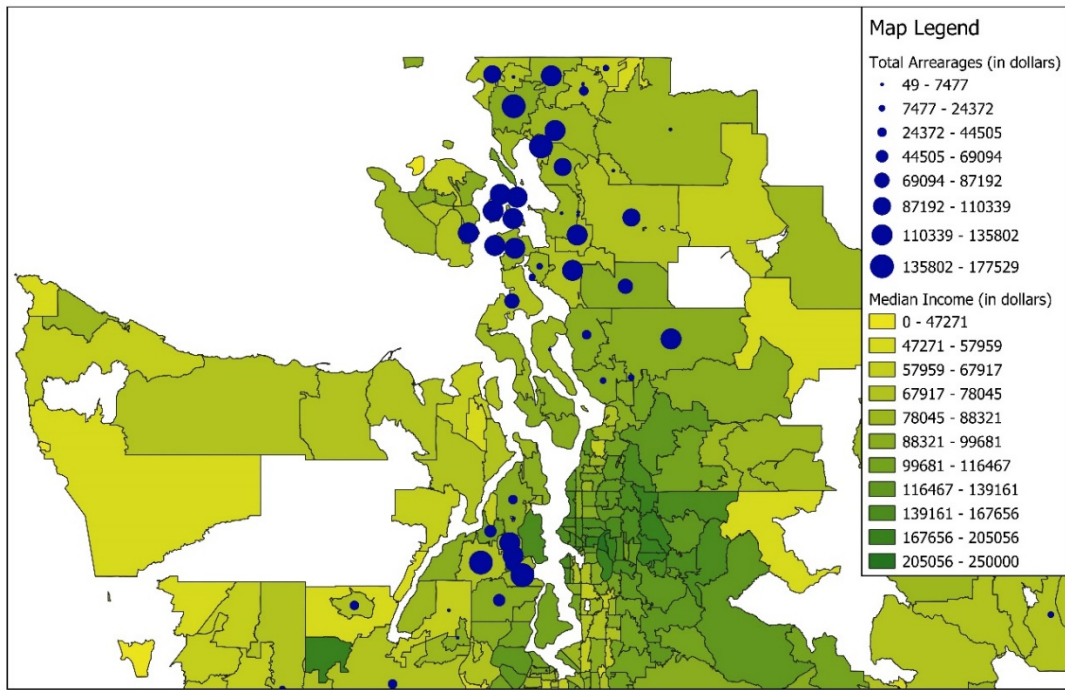 Map Legend
Total Arrearages (in dollars)
49 - 7477
7477 - 24372
24372 - 44505
44505 - 69094
69094 - 87192
87192 - 110339
110339 - 135802
135802 - 177529
Median Income (in dollars)
0 - 47271
47271 - 57959
57959 - 67917
67917 - 78045
78045 - 88321
88321 - 99681
99681 - 116467
116467 - 139161
139161 - 167656
167656 - 205056
205056 - 250000